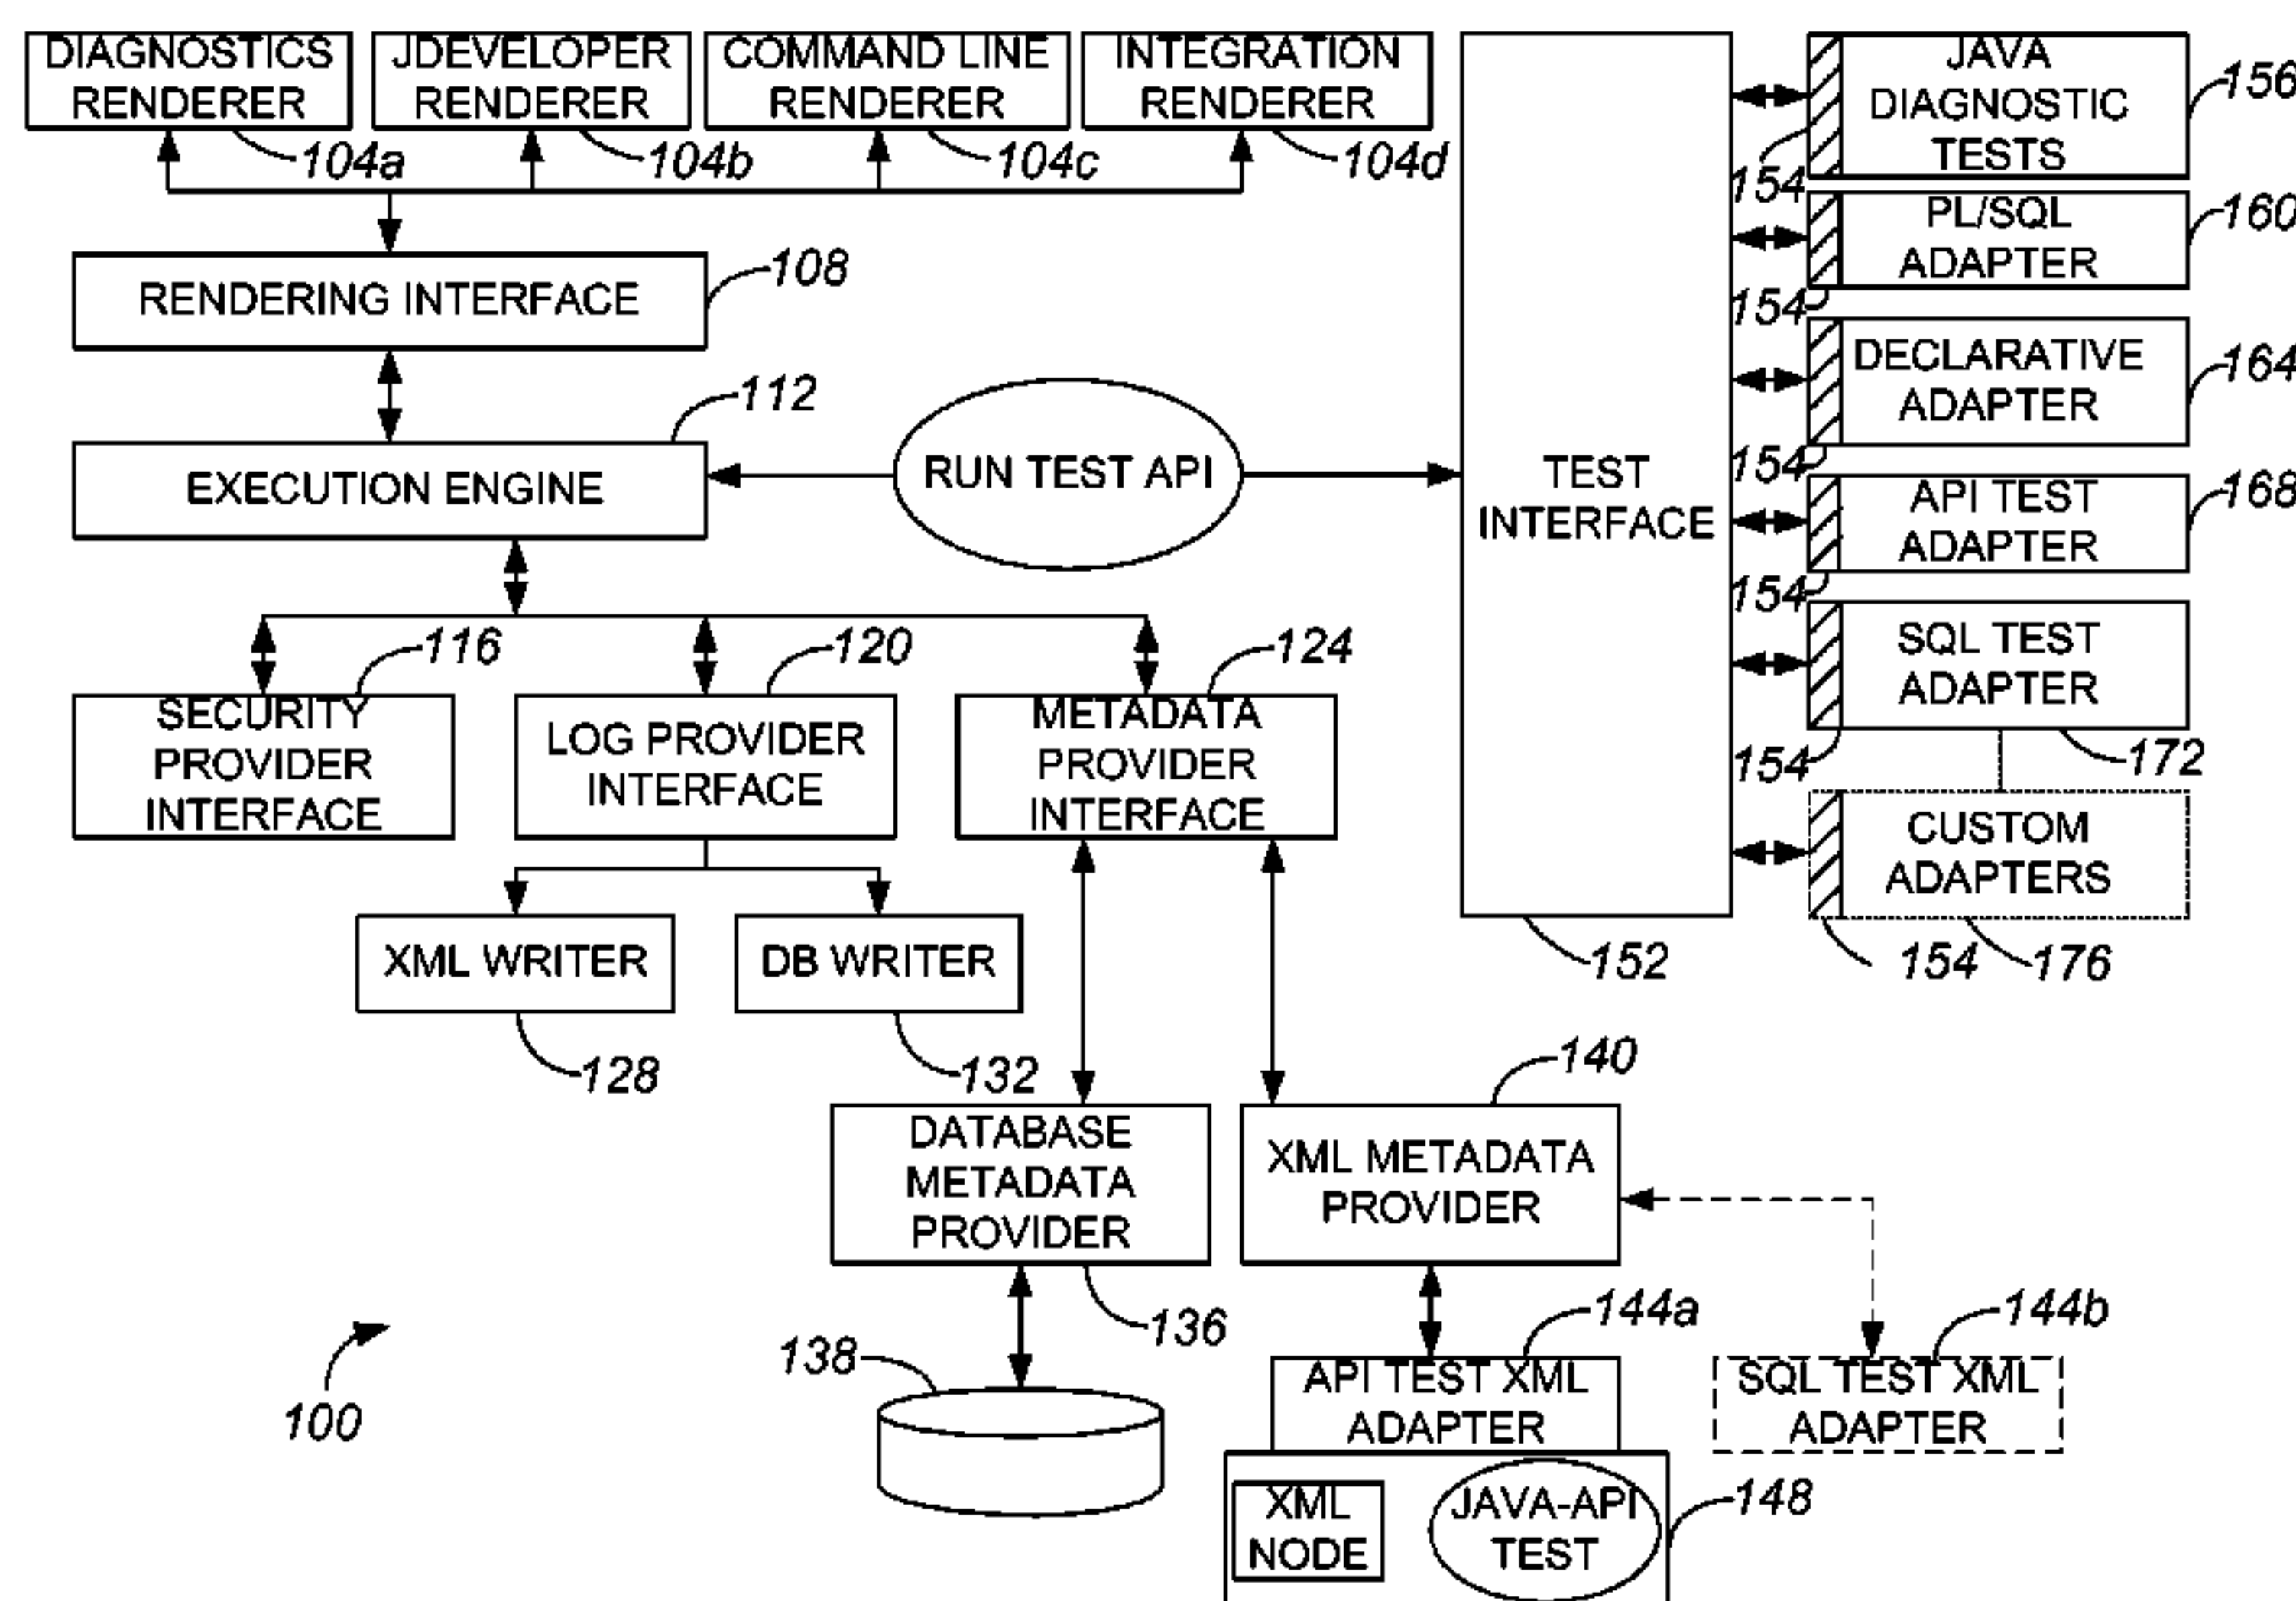 DIAGNOSTICS
RENDERER
104a
JDEVELOPER
RENDERER
104b
COMMAND LINE
RENDERER
104c
INTEGRATION
RENDERER
104d
RENDERING INTERFACE
108
112
EXECUTION ENGINE
RUN TEST API
TEST
INTERFACE
152
JAVA
DIAGNOSTIC
TESTS
156
154
PL/SQL
ADAPTER
160
154
DECLARATIVE
ADAPTER
164
154
API TEST
ADAPTER
168
154
SQL TEST
ADAPTER
172
154
CUSTOM
ADAPTERS
154
176
116
SECURITY
PROVIDER
INTERFACE
120
LOG PROVIDER
INTERFACE
124
METADATA
PROVIDER
INTERFACE
XML WRITER
128
DB WRITER
132
DATABASE
METADATA
PROVIDER
136
138
140
XML METADATA
PROVIDER
144a
API TEST XML
ADAPTER
144b
SQL TEST XML
ADAPTER
XML
NODE
JAVA-API
TEST
148
100